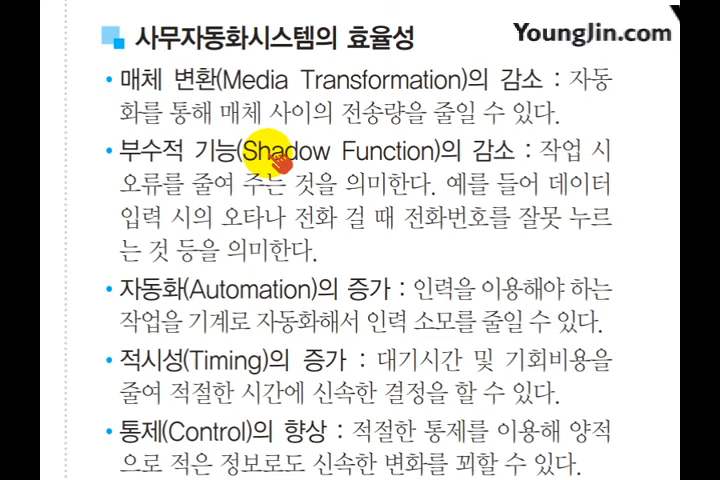 사무자동화시스템의 효율성
YoungJin.com
• 매체 변환(Media Transformation)의 감소 : 자동
화를 통해 매체 사이의 전송량을 줄일 수 있다.
• 부수적 기능(Shadow Function)의 감소 : 작업 시
오류를 줄여 주는 것을 의미한다. 예를 들어 데이터
입력 시의 오타나 전화 걸 때 전화번호를 잘못 누르
는 것 등을 의미한다.
• 자동화(Automation)의 증가 : 인력을 이용해야 하는
작업을 기계로 자동화해서 인력 소모를 줄일 수 있다.
• 적시성(Timing)의 증가 : 대기시간 및 기회비용을
줄여 적절한 시간에 신속한 결정을 할 수 있다.
• 통제(Control)의 향상 : 적절한 통제를 이용해 양적
으로 적은 정보로도 신속한 변화를 꾀할 수 있다.